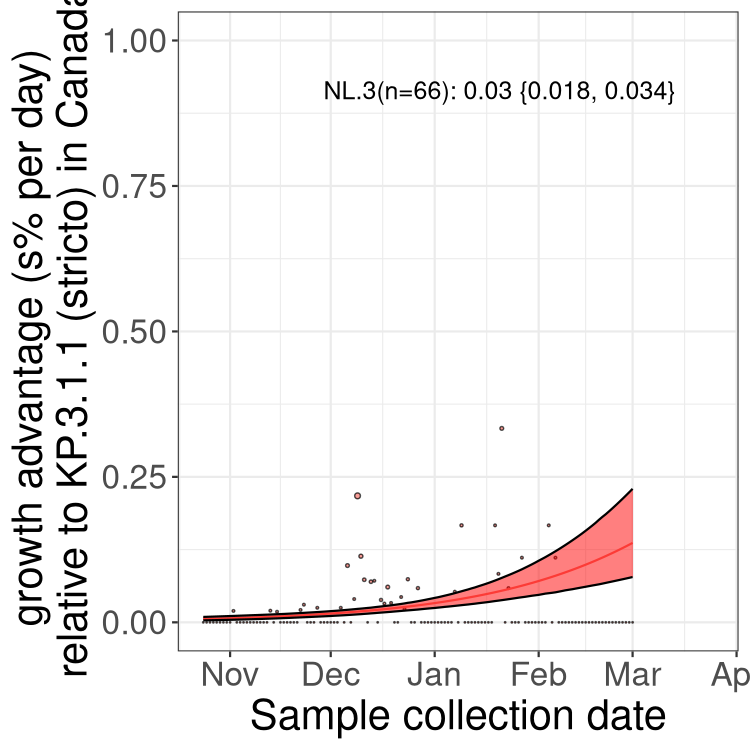 growth advantage (s% per day)
relative to KP.3.1.1 (stricto) in Canada
1.00
0.75
0.50
0.25
0.00
NL.3(n=66): 0.03 {0.018, 0.034}
Nov Dec Jan Feb Mar Ap
Sample collection date